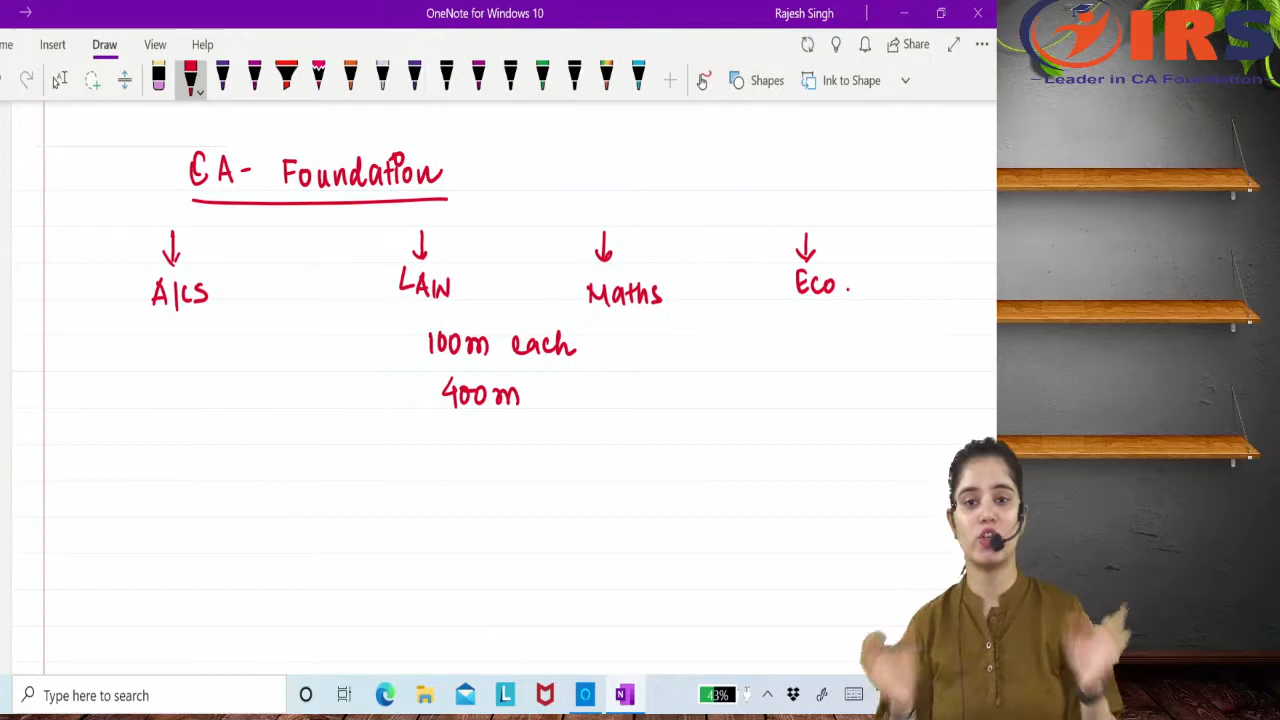 OneNote for Windows 10
Rajesh Singh
Insert Draw View Help
Share
Shapes
Ink to Shape
IRS
Leader in CA Foundation
CA- Foundation
A/CS LAW Maths Eco.
100m each
400m
Type here to search
43%